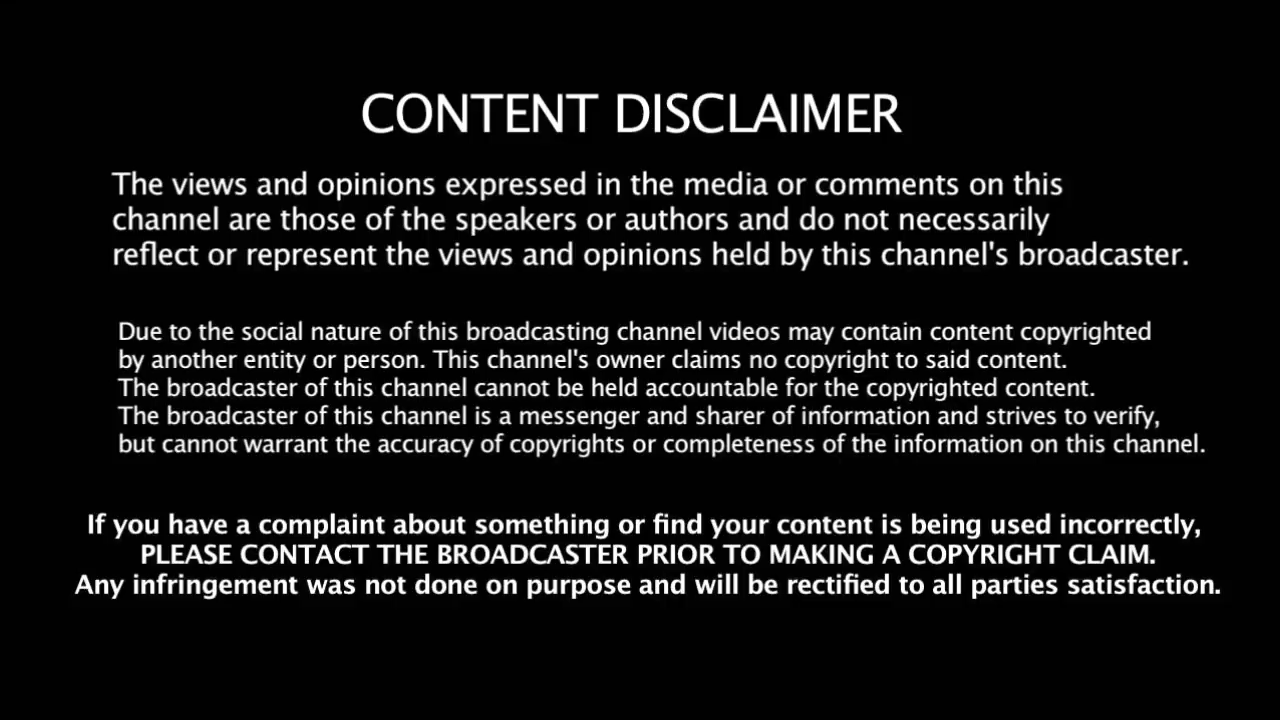 CONTENT DISCLAIMER
The views and opinions expressed in the media or comments on this
channel are those of the speakers or authors and do not necessarily
reflect or represent the views and opinions held by this channel's broadcaster.
Due to the social nature of this broadcasting channel videos may contain content copyrighted
by another entity or person. This channel's owner claims no copyright to said content.
The broadcaster of this channel cannot be held accountable for the copyrighted content.
The broadcaster of this channel is a messenger and sharer of information and strives to verify,
but cannot warrant the accuracy of copyrights or completeness of the information on this channel.
If you have a complaint about something or find your content is being used incorrectly,
PLEASE CONTACT THE BROADCASTER PRIOR TO MAKING A COPYRIGHT CLAIM.
Any infringement was not done on purpose and will be rectified to all parties satisfaction.